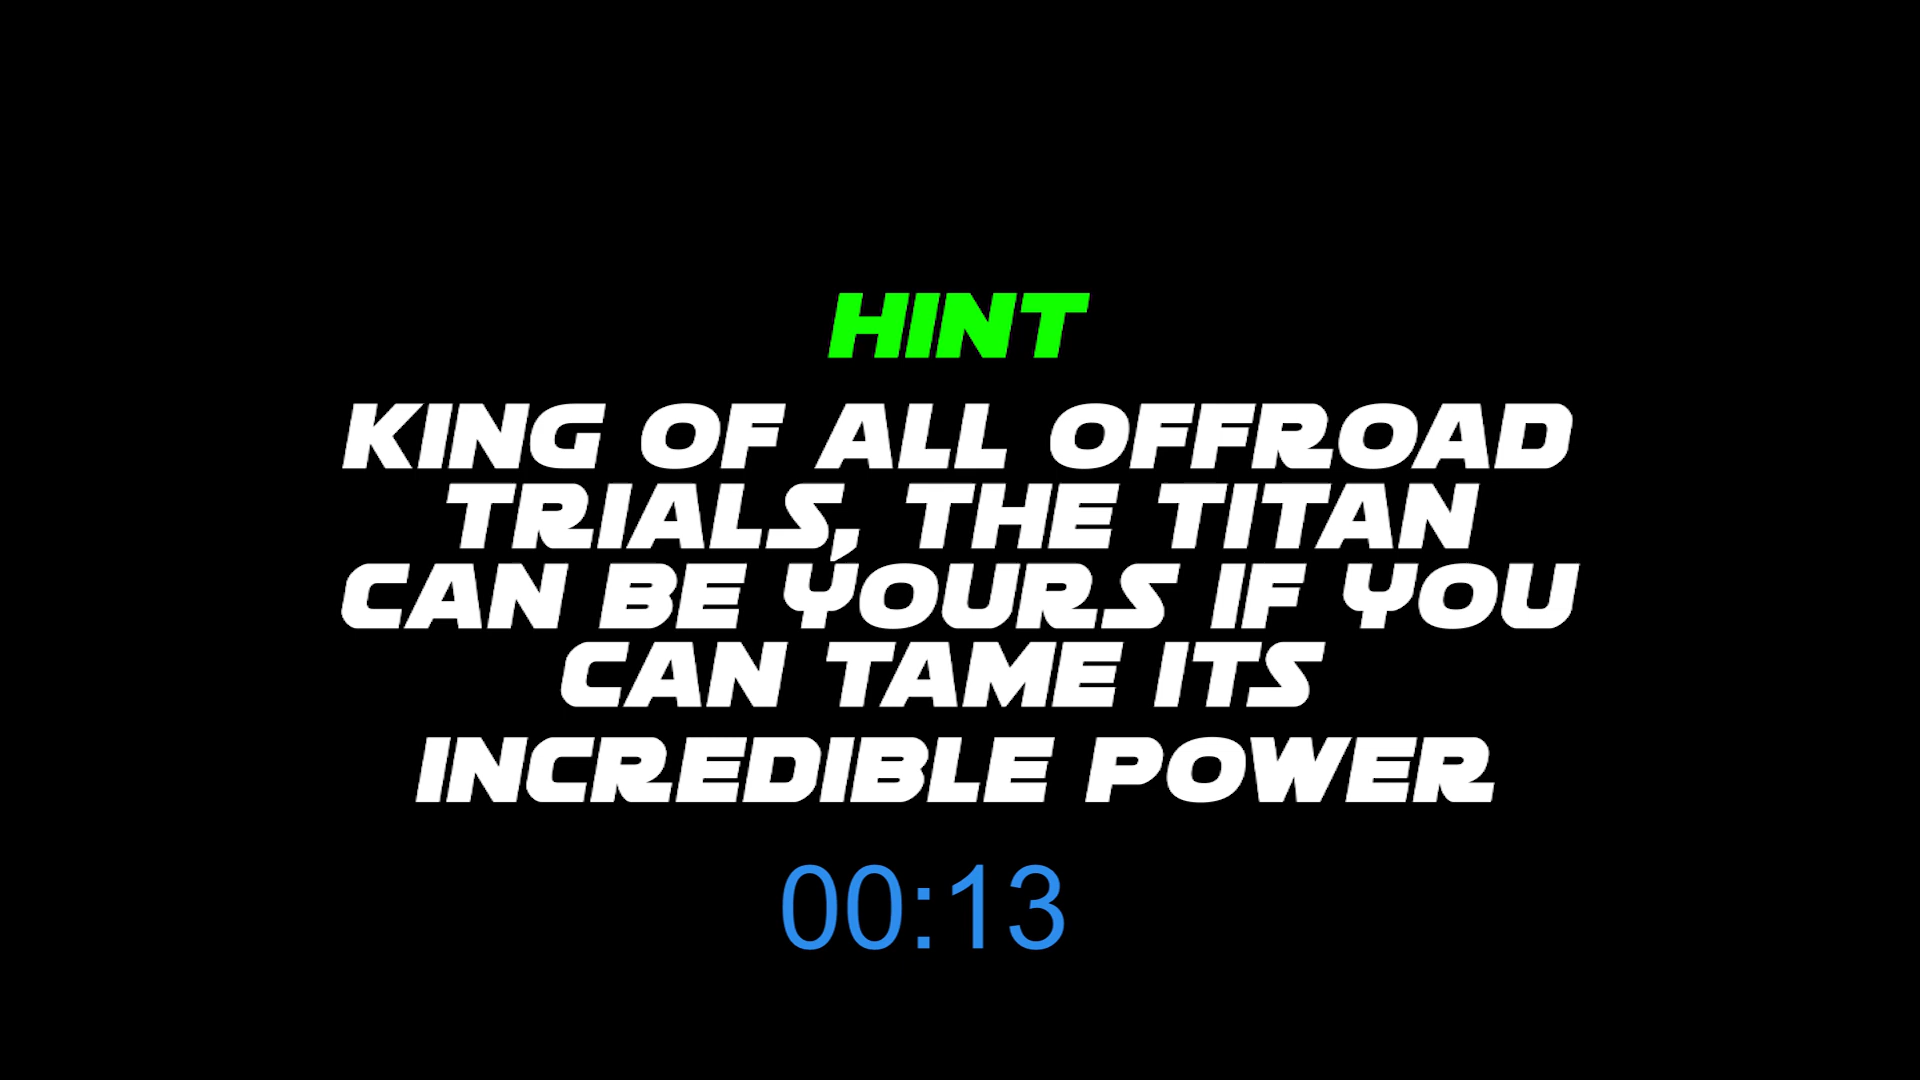 HINT
KING OF ALL OFFROAD
TRIALS, THE TITAN
CAN BE YOURS IF YOU
CAN TAME ITS
INCREDIBLE POWER
00:13